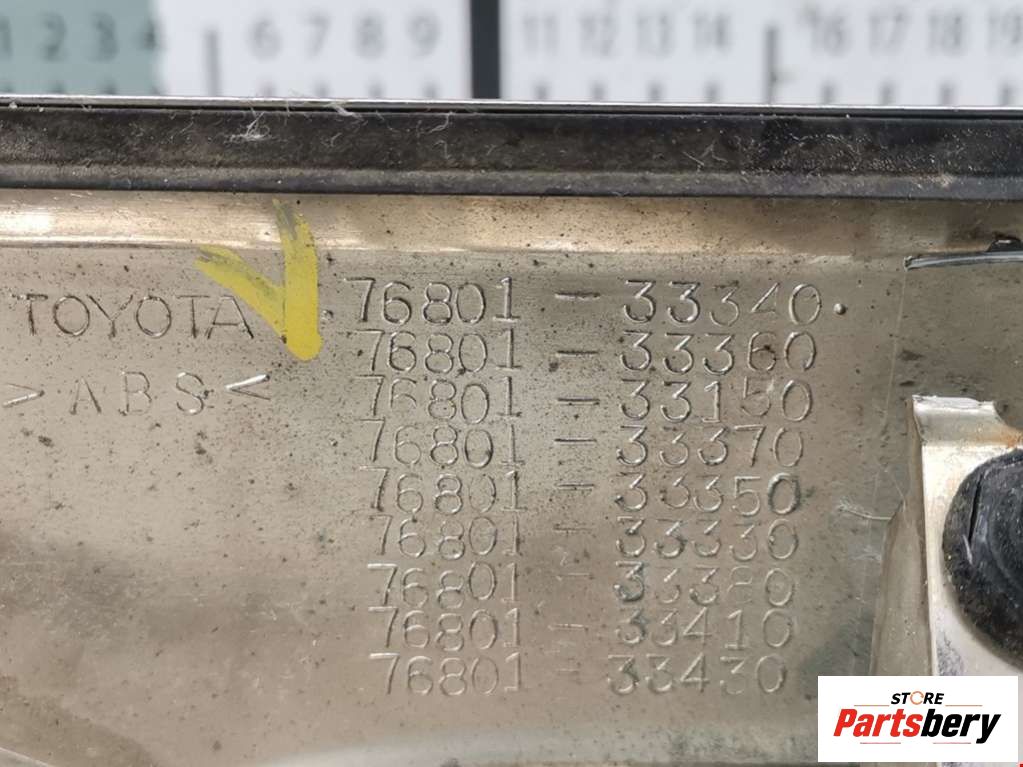 1 2 3 4 6 7 8 9 11 12 13 14 16 17 18 19
TOYOTA 76801-33340
76801-33360
>ABS< 76801-33150
76801-33370
76801-33350
76801-33330
76801-33380
76801-33410
76801-33430
STORE
Partsbery